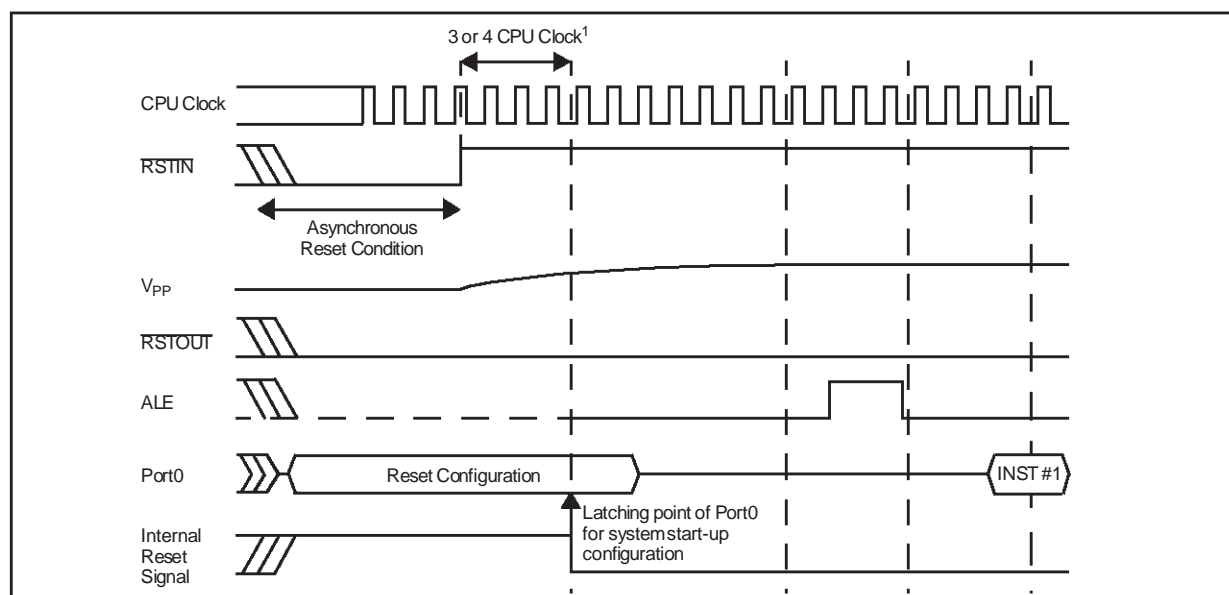 3 or 4 CPU Clock1
CPU Clock
RSTIN
Asynchronous
Reset Condition
VPP
RSTOUT
ALE
Port0
Reset Configuration
INST #1
Latching point of Port0
for system start-up
configuration
Internal
Reset
Signal